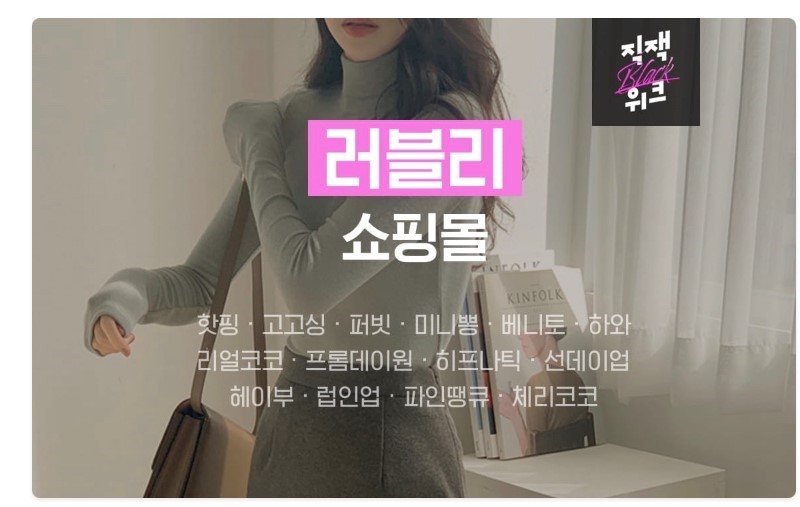 직잭
Black
위크
러블리
쇼핑몰
KINFOLK
KINFOLK
핫핑 · 고고싱 · 퍼빗 · 미니뽕 · 베니토 · 하와
리얼코코 · 프롬데이원 · 히프나틱 · 선데이업
헤이부 · 럽인업 · 파인땡큐 · 체리코코
KINFOLK